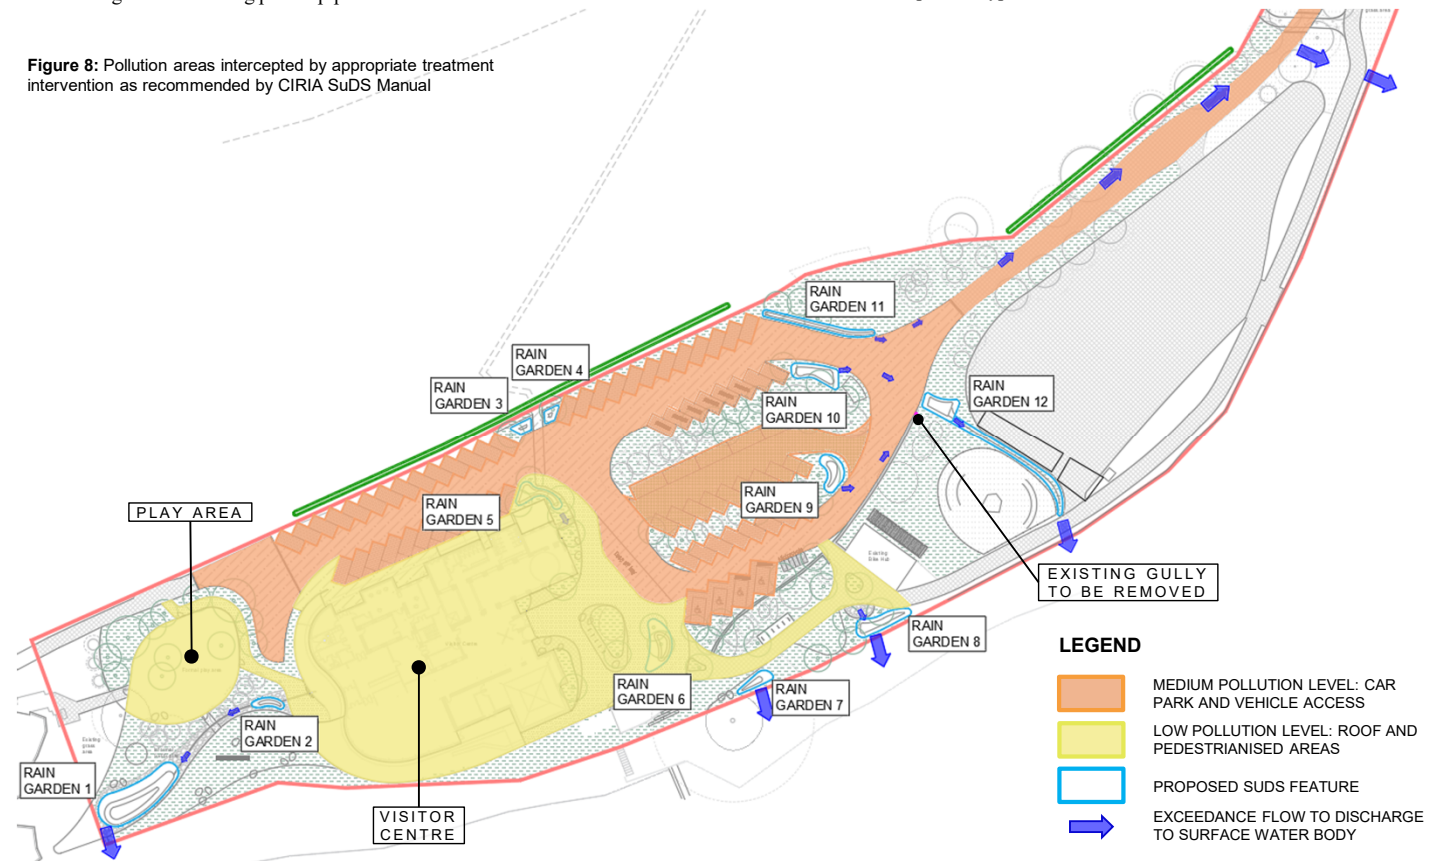 Figure 8: Pollution areas intercepted by appropriate treatment
intervention as recommended by CIRIA SuDS Manual
RAIN
GARDEN 11
RAIN
GARDEN 4
RAIN
GARDEN 3
RAIN
GARDEN 10
RAIN
GARDEN 12
RAIN
GARDEN 5
RAIN
GARDEN 9
PLAY AREA
EXISTING GULLY
TO BE REMOVED
RAIN
GARDEN 8
RAIN
GARDEN 6
RAIN
GARDEN 7
RAIN
GARDEN 2
RAIN
GARDEN 1
VISITOR
CENTRE
Existing
grass
area
LEGEND
MEDIUM POLLUTION LEVEL: CAR
PARK AND VEHICLE ACCESS
LOW POLLUTION LEVEL: ROOF AND
PEDESTRIANISED AREAS
PROPOSED SUDS FEATURE
EXCEEDANCE FLOW TO DISCHARGE
TO SURFACE WATER BODY